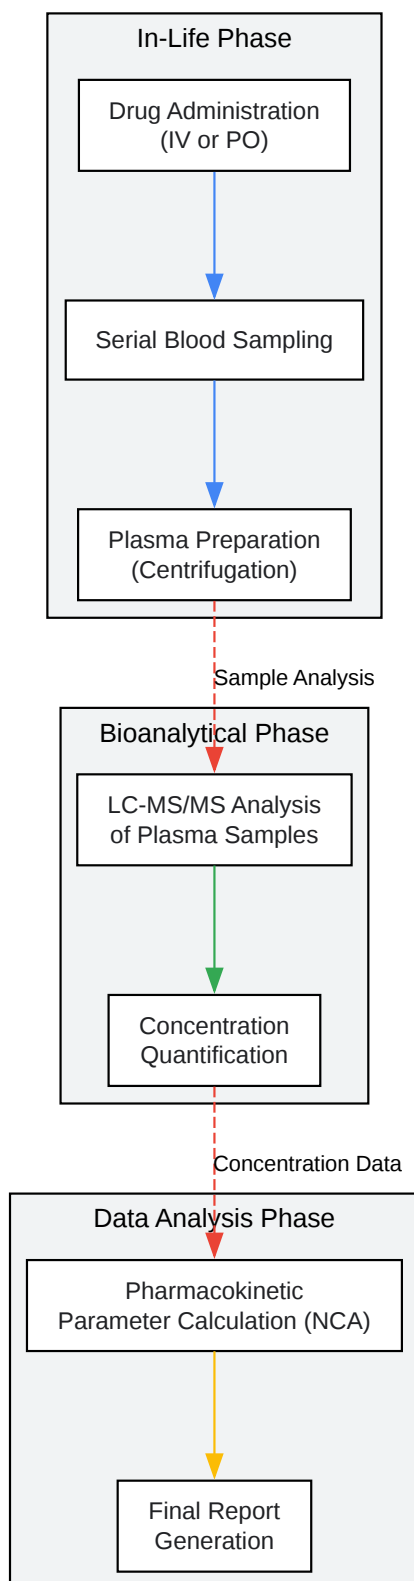 In-Life Phase
Drug Administration
(IV or PO)
Serial Blood Sampling
Plasma Preparation
(Centrifugation)
Sample Analysis
Bioanalytical Phase
LC-MS/MS Analysis
of Plasma Samples
Concentration
Quantification
Concentration Data
Data Analysis Phase
Pharmacokinetic
Parameter Calculation (NCA)
Final Report
Generation